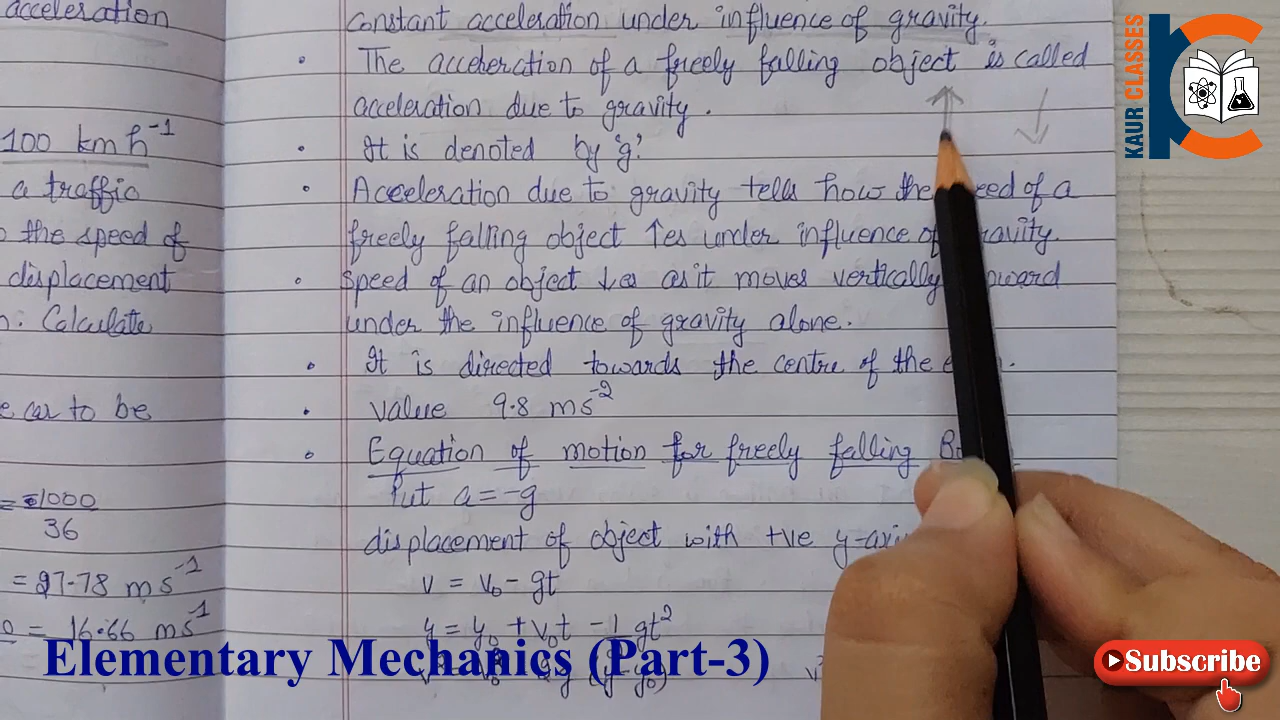 acceleration
100 km h⁻¹
a traffic
the speed of
displacement
: Calculate
car to be
= 1000
36
= 27.78 ms⁻¹
= 16.66 ms⁻¹
constant acceleration under influence of gravity.
• The acceleration of a freely falling object is called
acceleration due to gravity.
• It is denoted by 'g'.
• Acceleration due to gravity tells how the of a
freely falling object ↑es under influence of
• speed of an object ↓es as it moves vertically
under the influence of gravity alone.
• It is directed towards the centre of the
• value 9.8 ms⁻²
• Equation of motion for freely falling
Put a = -g
displacement of object with +ve
v = v₀ - gt
y = y₀ + v₀t - 1 gt²
KAUR CLASSES
Elementary Mechanics (Part-3)
Subscribe